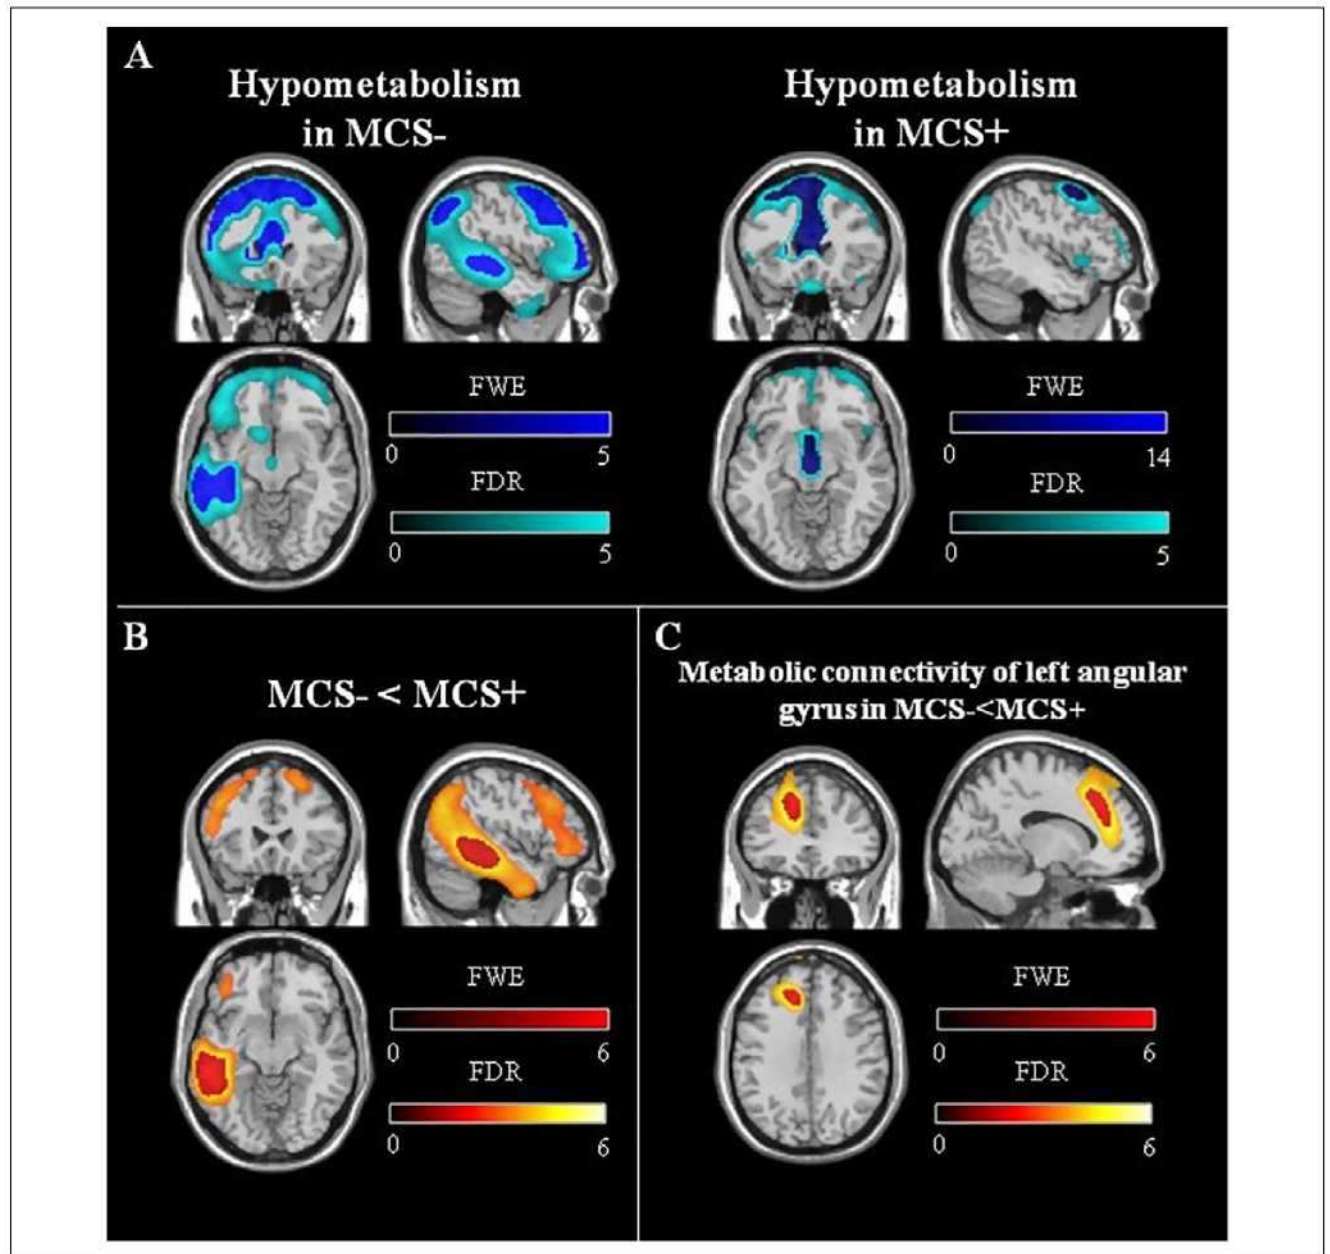 A
Hypometabolism
in MCS-
Hypometabolism
in MCS+
FWE
0 5
FDR
0 5
FWE
0 14
FDR
0 5
B
MCS- < MCS+
FWE
0 6
FDR
0 6
C
Metabolic connectivity of left angular
gyrus in MCS-<MCS+
FWE
0 6
FDR
0 6